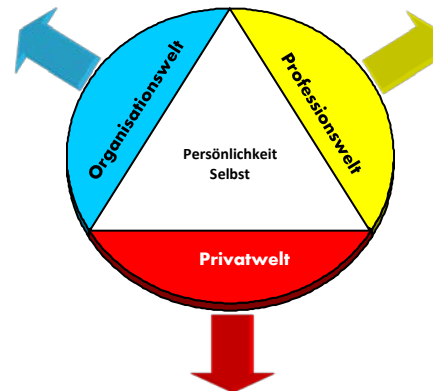 Organisationswelt
Professionswelt
Persönlichkeit
Selbst
Privatwelt